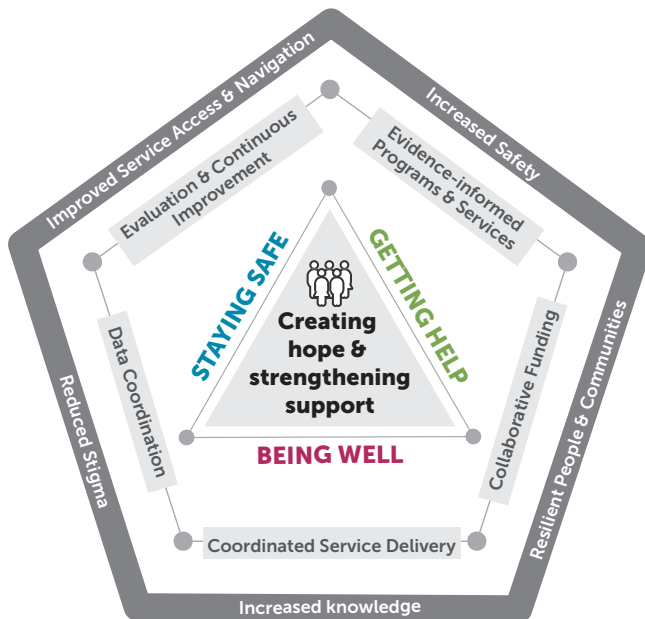 Improved Service Access & Navigation
Increased Safety
Evaluation & Continuous
Improvement
Evidence-informed
Programs & Services
STAYING SAFE
GETTING HELP
Creating
hope &
strengthening
support
BEING WELL
Data Coordination
Collaborative Funding
Reduced Stigma
Resilient People & Communities
Coordinated Service Delivery
Increased knowledge